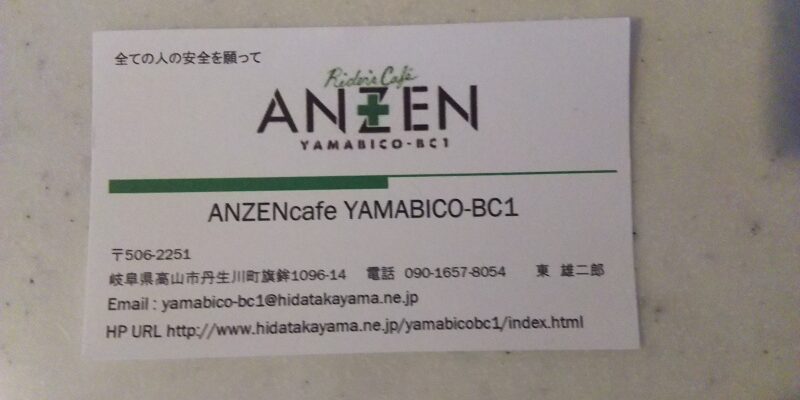 全ての人の安全を願って
Rider's Café
ANZEN
YAMABICO-BC1
ANZENcafe YAMABICO-BC1
〒506-2251
岐阜県高山市丹生川町旗鉾1096-14　電話 090-1657-8054　東 雄二郎
Email : yamabico-bc1@hidatakayama.ne.jp
HP URL http://www.hidatakayama.ne.jp/yamabicobc1/index.html